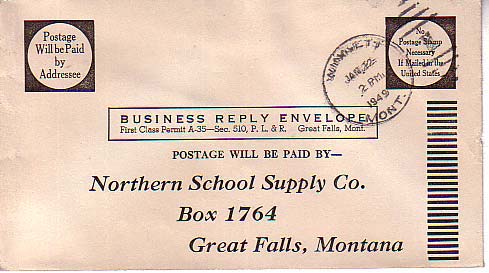 Postage
Will be Paid
by
Addressee
No
Postage Stamp
Necessary
If Mailed in the
United States
WINNETT
JAN 22
2 PM
1949
MONT.
BUSINESS REPLY ENVELOPE
First Class Permit A-35—Sec. 510, P. L. & R. Great Falls, Mont.
POSTAGE WILL BE PAID BY—
Northern School Supply Co.
Box 1764
Great Falls, Montana